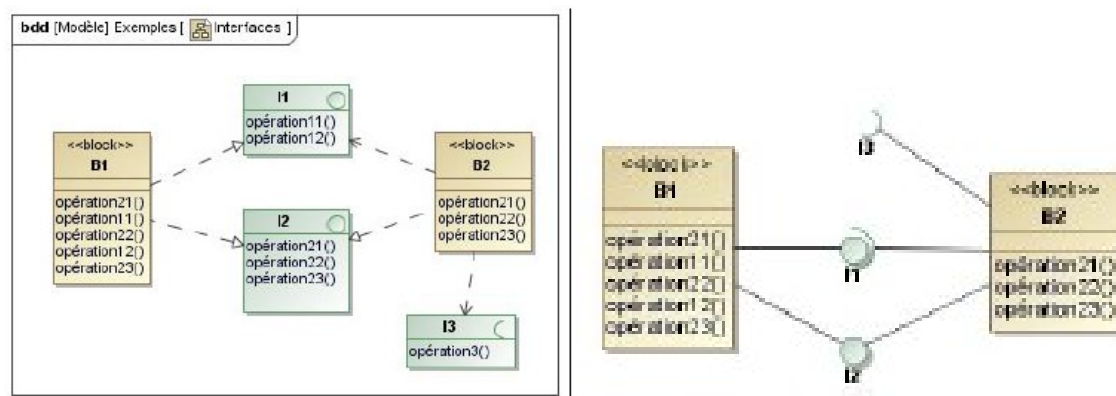 bdd [Modèle] Exemples [ Interfaces ]
I1
opération11()
opération12()
<<block>>
B1
opération21()
opération11()
opération22()
opération12()
opération23()
<<block>>
B2
opération21()
opération22()
opération23()
I2
opération21()
opération22()
opération23()
I3
opération3()
I3
<<block>>
B1
opération21()
opération11()
opération22()
opération12()
opération23()
I1
I2
<<block>>
B2
opération21()
opération22()
opération23()